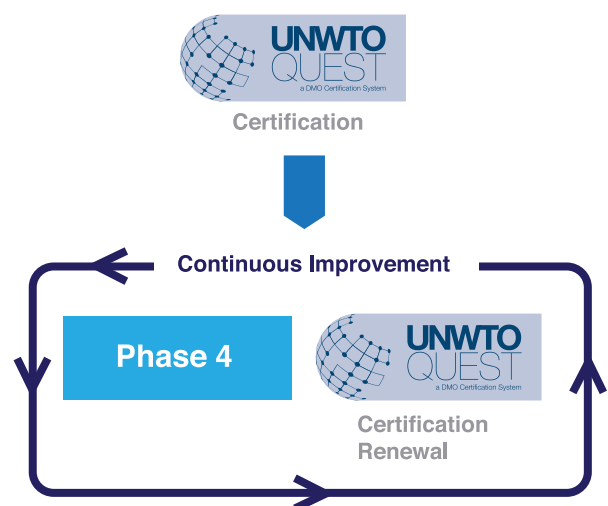 UNWTO
QUEST
a DMO Certification System
Certification
Continuous Improvement
Phase 4
UNWTO
QUEST
a DMO Certification System
Certification
Renewal